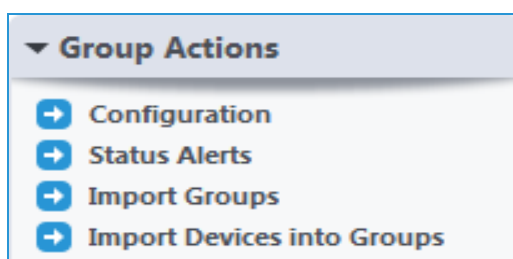 Group Actions
Configuration
Status Alerts
Import Groups
Import Devices into Groups